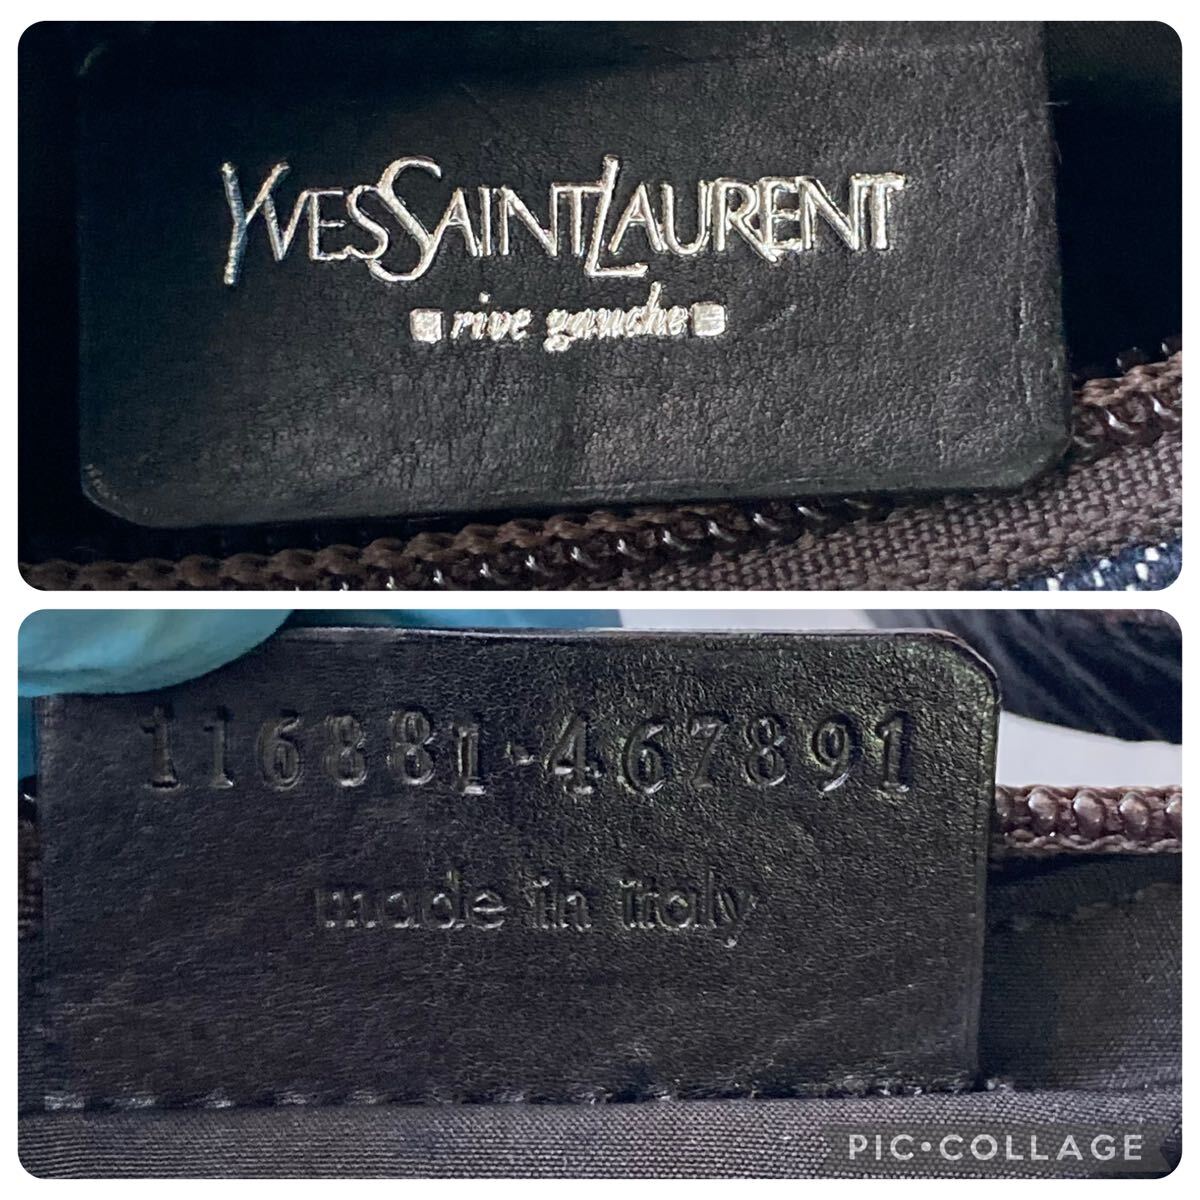 YVESSAINTLAURENT
rive gauche
116881·467891
made in italy
PIC•COLLAGE